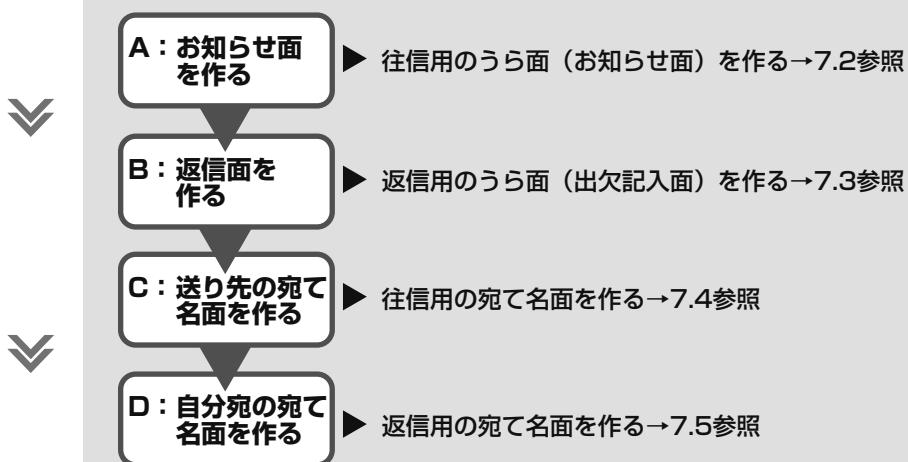 A：お知らせ面
を作る
▶ 往信用のうら面（お知らせ面）を作る→7.2参照
B：返信面を
作る
▶ 返信用のうら面（出欠記入面）を作る→7.3参照
C：送り先の宛て
名面を作る
▶ 往信用の宛て名面を作る→7.4参照
D：自分宛の宛て
名面を作る
▶ 返信用の宛て名面を作る→7.5参照